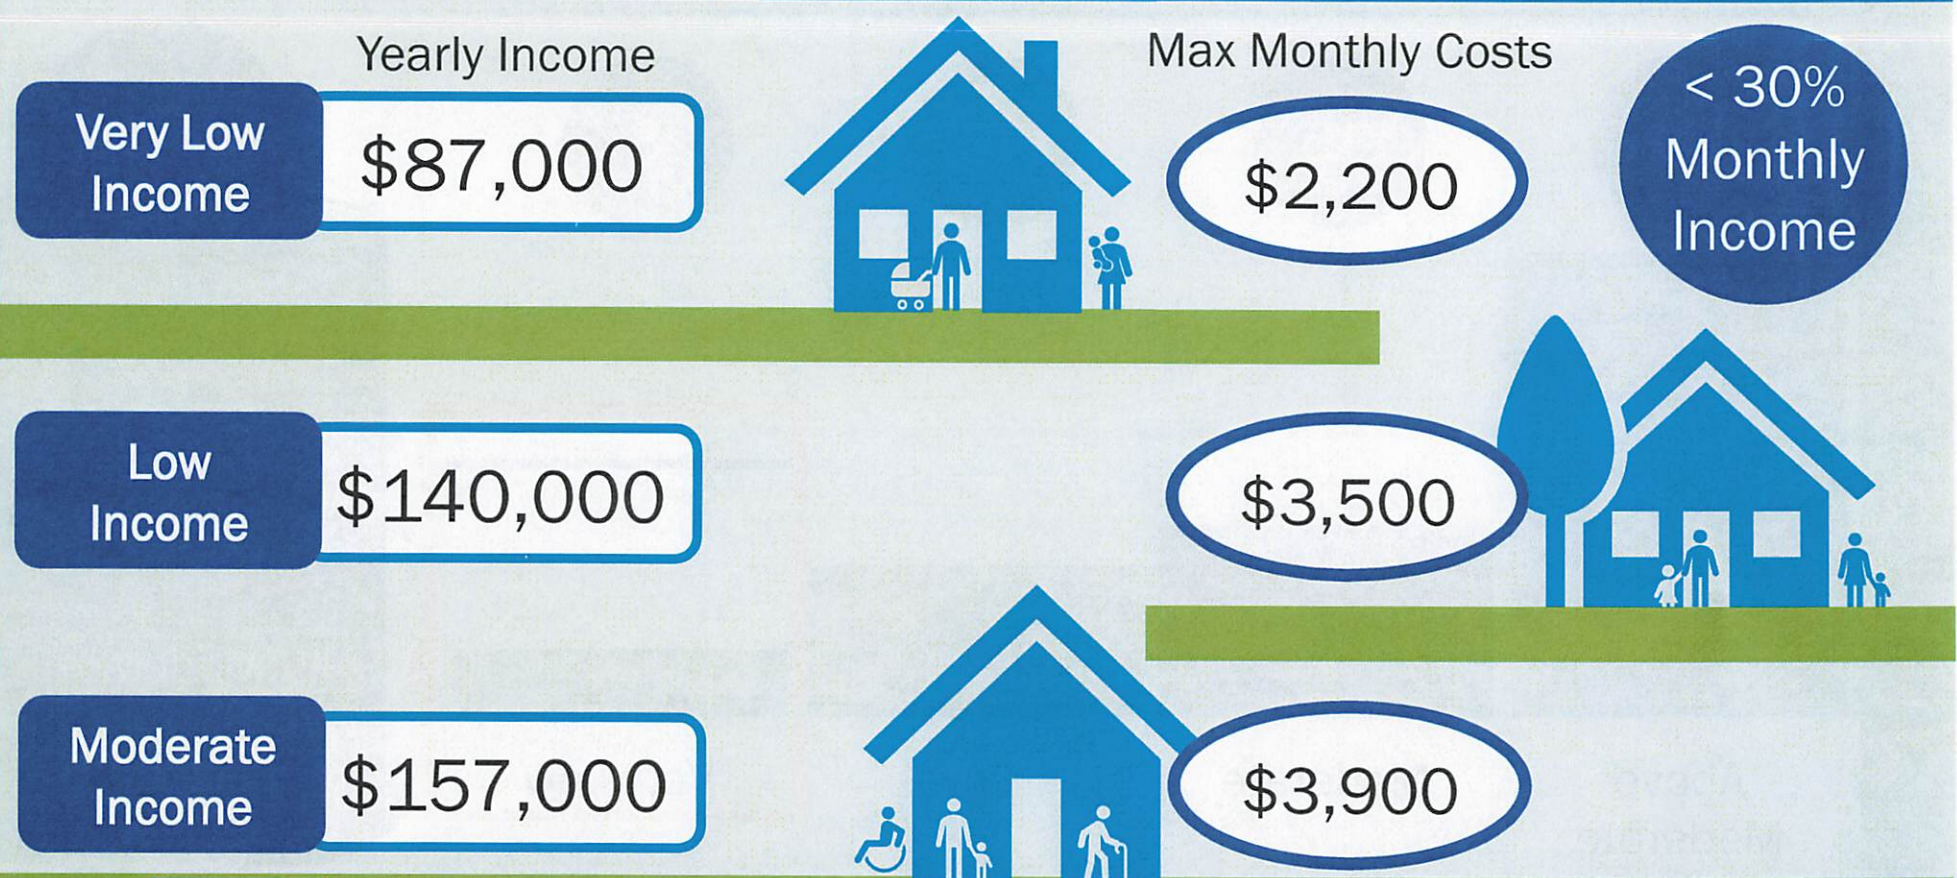 Yearly Income
Max Monthly Costs
< 30%
Monthly
Income
Very Low
Income
$87,000
$2,200
Low
Income
$140,000
$3,500
Moderate
Income
$157,000
$3,900